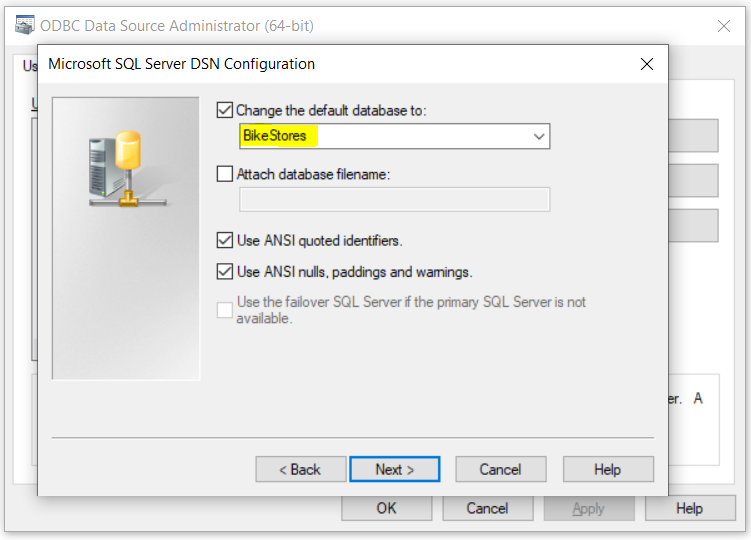 ODBC Data Source Administrator (64-bit)
Us
U
Microsoft SQL Server DSN Configuration
Change the default database to:
BikeStores
Attach database filename:
Use ANSI quoted identifiers.
Use ANSI nulls, paddings and warnings.
Use the failover SQL Server if the primary SQL Server is not
available.
er. A
< Back
Next >
Cancel
Help
OK
Cancel
Apply
Help